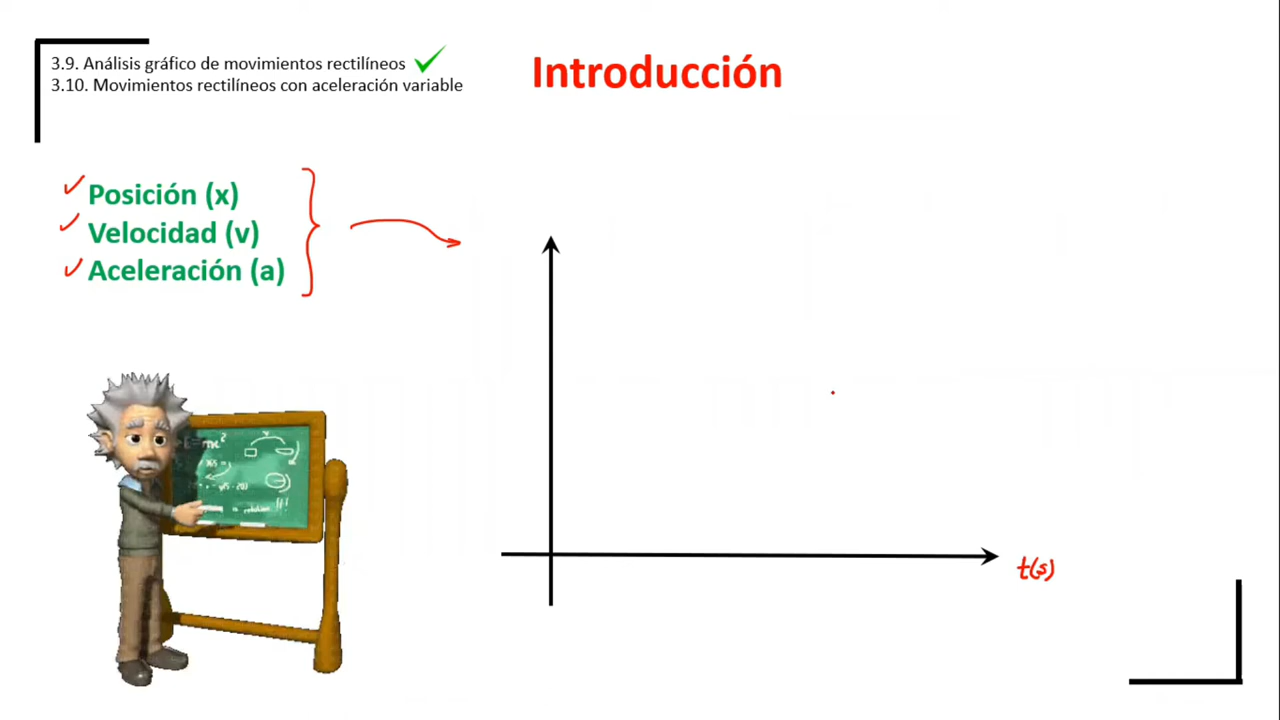 3.9. Análisis gráfico de movimientos rectilíneos
3.10. Movimientos rectilíneos con aceleración variable
Introducción
Posición (x)
Velocidad (v)
Aceleración (a)
t(s)